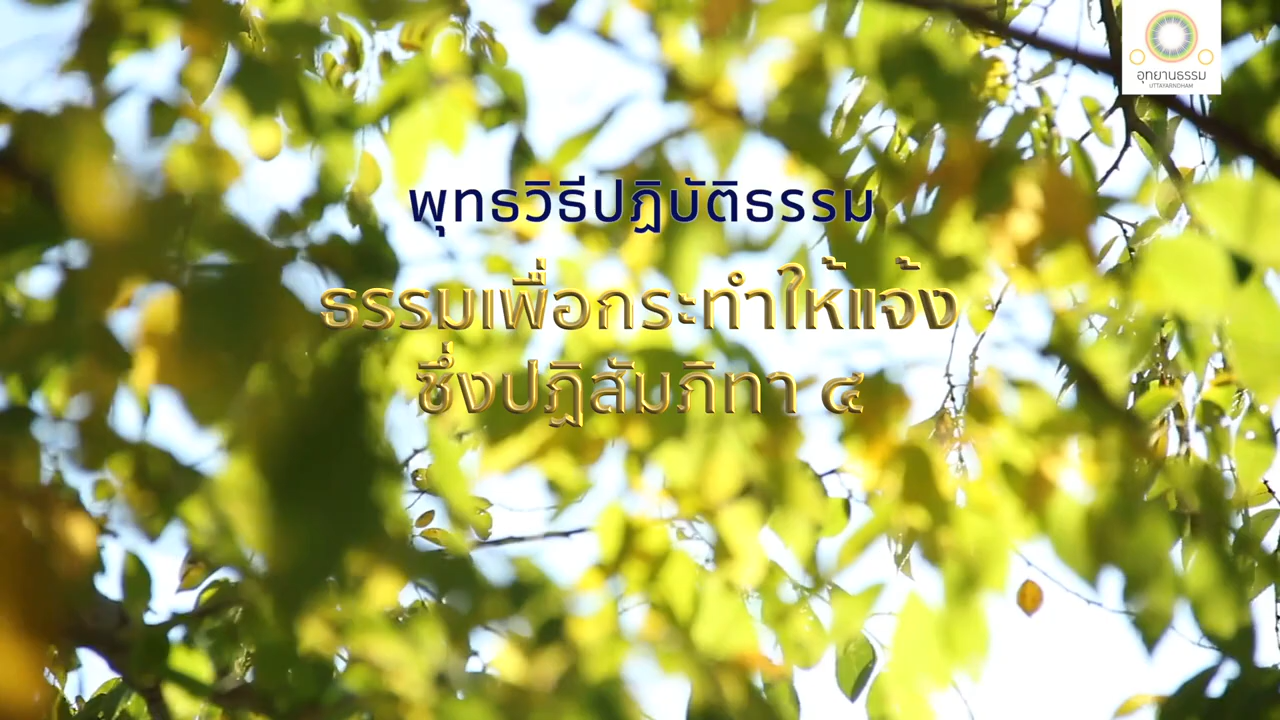 อุทยานธรรม
UTTAYARNDHAM
พุทธวิธีปฏิบัติธรรม
ธรรมเพื่อกระทำให้แจ้ง
ซึ่งปฏิสัมภิทา ๔